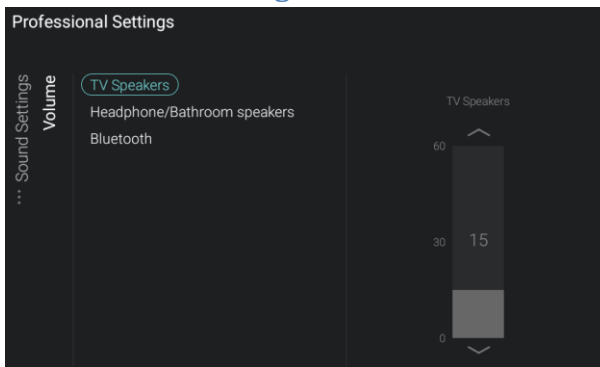 Professional Settings
... Sound Settings
Volume
TV Speakers
Headphone/Bathroom speakers
Bluetooth
TV Speakers
60
30
15
0